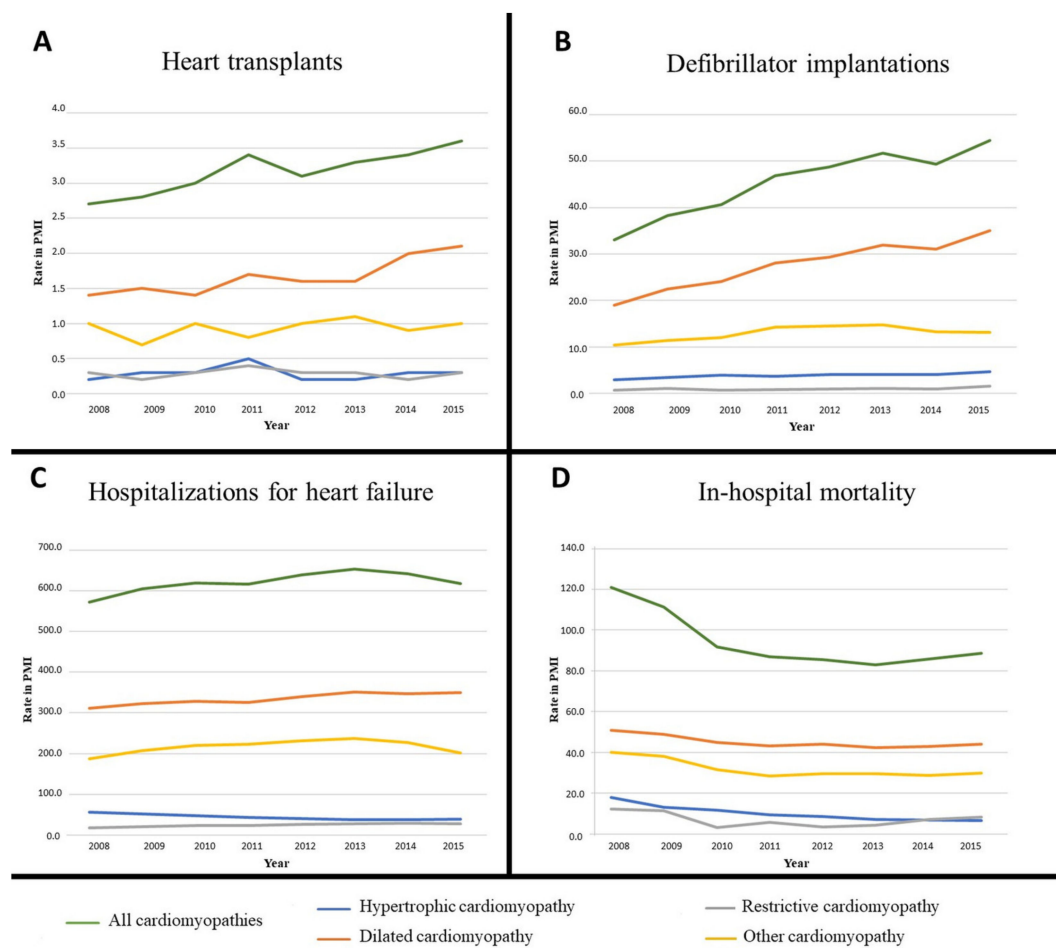 A
Heart transplants
4.0
3.5
3.0
2.5
2.0
1.5
1.0
0.5
0.0
Rate in PMI
2008 2009 2010 2011 2012 2013 2014 2015
Year
B
Defibrillator implantations
60.0
50.0
40.0
30.0
20.0
10.0
0.0
Rate in PMI
2008 2009 2010 2011 2012 2013 2014 2015
Year
C
Hospitalizations for heart failure
700.0
600.0
500.0
400.0
300.0
200.0
100.0
0.0
Rate in PMI
2008 2009 2010 2011 2012 2013 2014 2015
Year
D
In-hospital mortality
140.0
120.0
100.0
80.0
60.0
40.0
20.0
0.0
Rate in PMI
2008 2009 2010 2011 2012 2013 2014 2015
Year
All cardiomyopathies
Hypertrophic cardiomyopathy
Dilated cardiomyopathy
Restrictive cardiomyopathy
Other cardiomyopathy